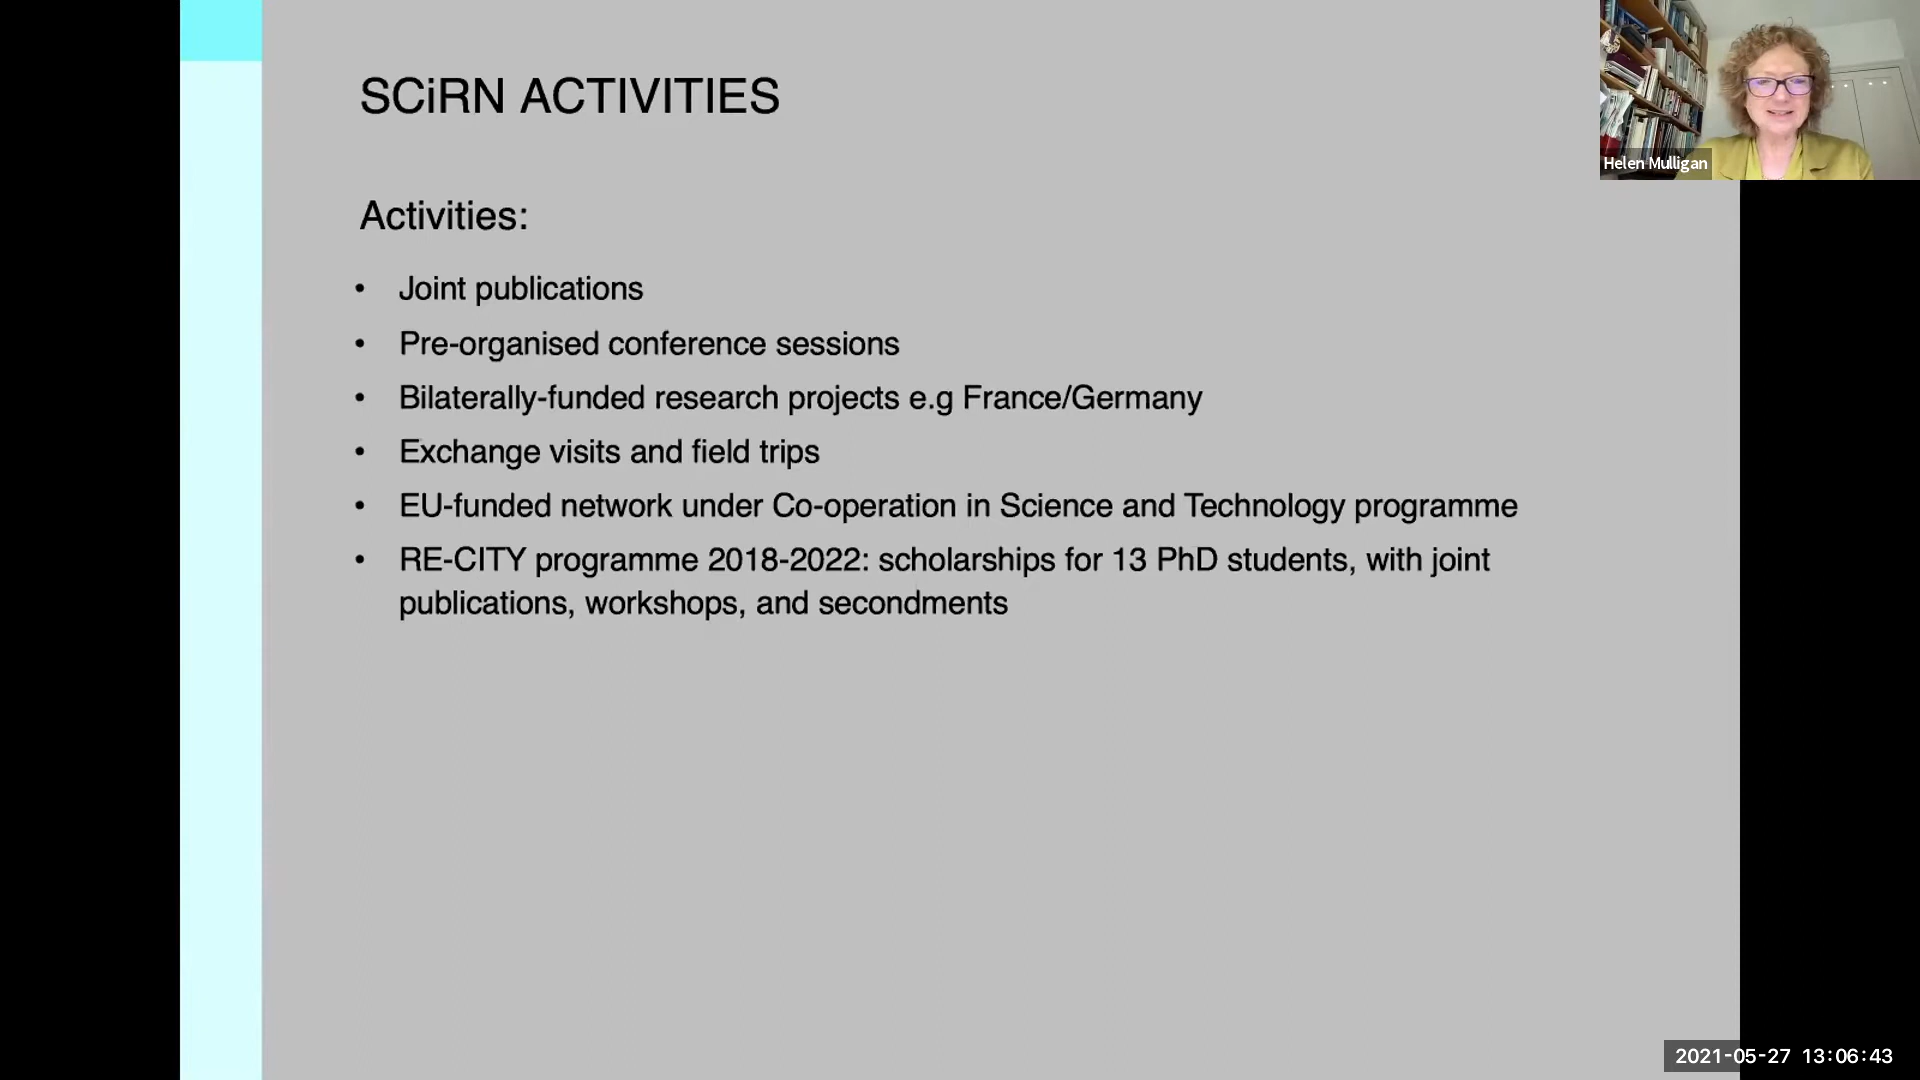 SCiRN ACTIVITIES
Helen Mulligan
Activities:
• Joint publications
• Pre-organised conference sessions
• Bilaterally-funded research projects e.g France/Germany
• Exchange visits and field trips
• EU-funded network under Co-operation in Science and Technology programme
• RE-CITY programme 2018-2022: scholarships for 13 PhD students, with joint
publications, workshops, and secondments
2021-05-27 13:06:43